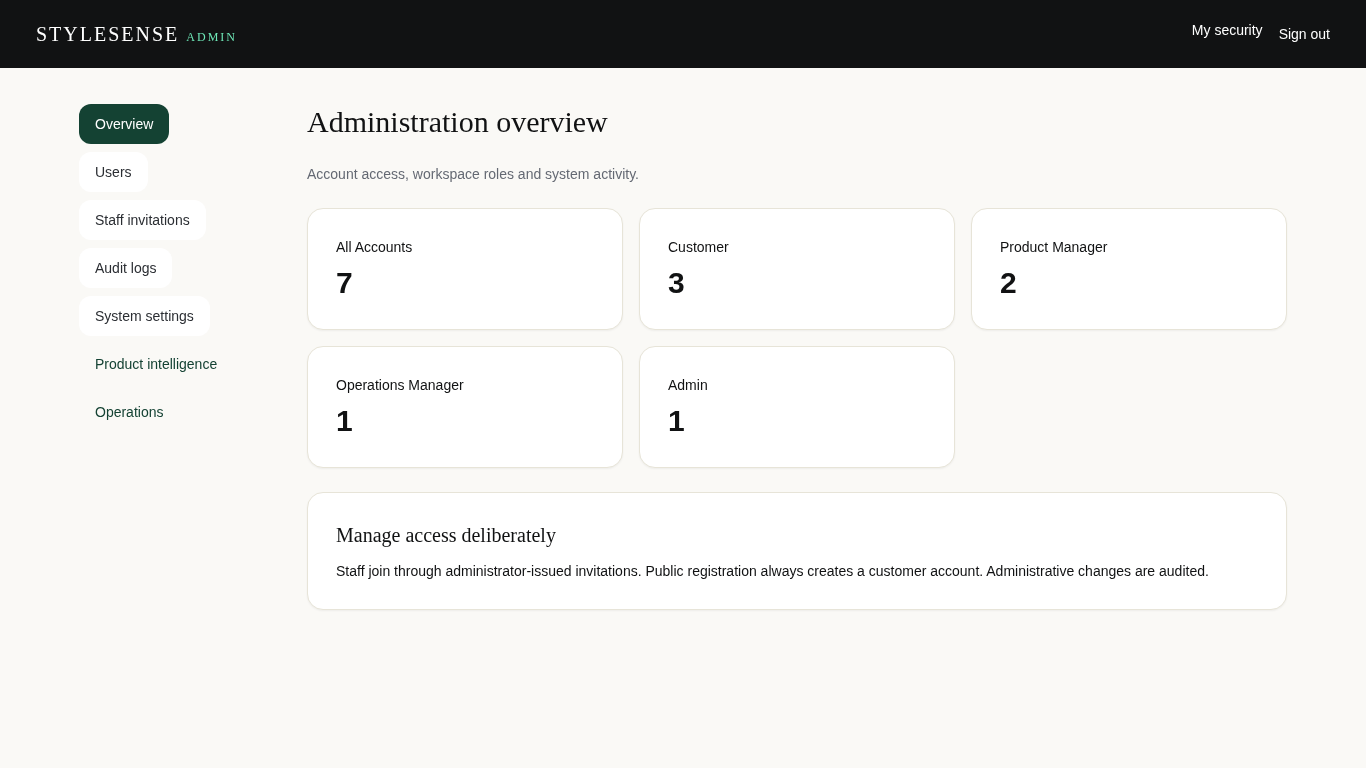 STYLESENSE ADMIN
My security
Sign out
Overview
Users
Staff invitations
Audit logs
System settings
Product intelligence
Operations
Administration overview
Account access, workspace roles and system activity.
All Accounts
7
Customer
3
Product Manager
2
Operations Manager
1
Admin
1
Manage access deliberately
Staff join through administrator-issued invitations. Public registration always creates a customer account. Administrative changes are audited.